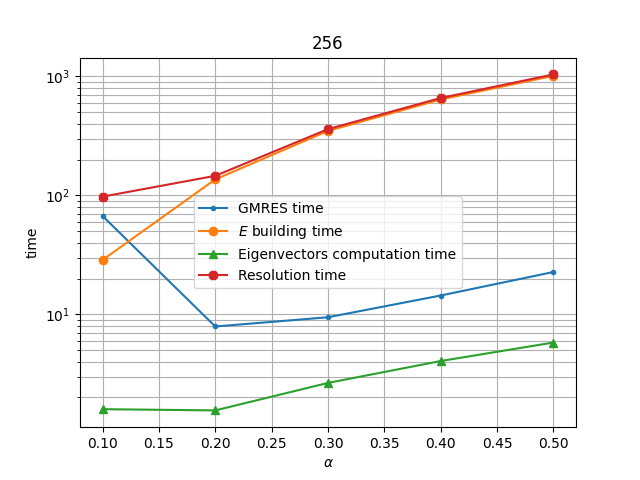 256
10³
10²
10¹
time
GMRES time
E building time
Eigenvectors computation time
Resolution time
0.10 0.15 0.20 0.25 0.30 0.35 0.40 0.45 0.50
α